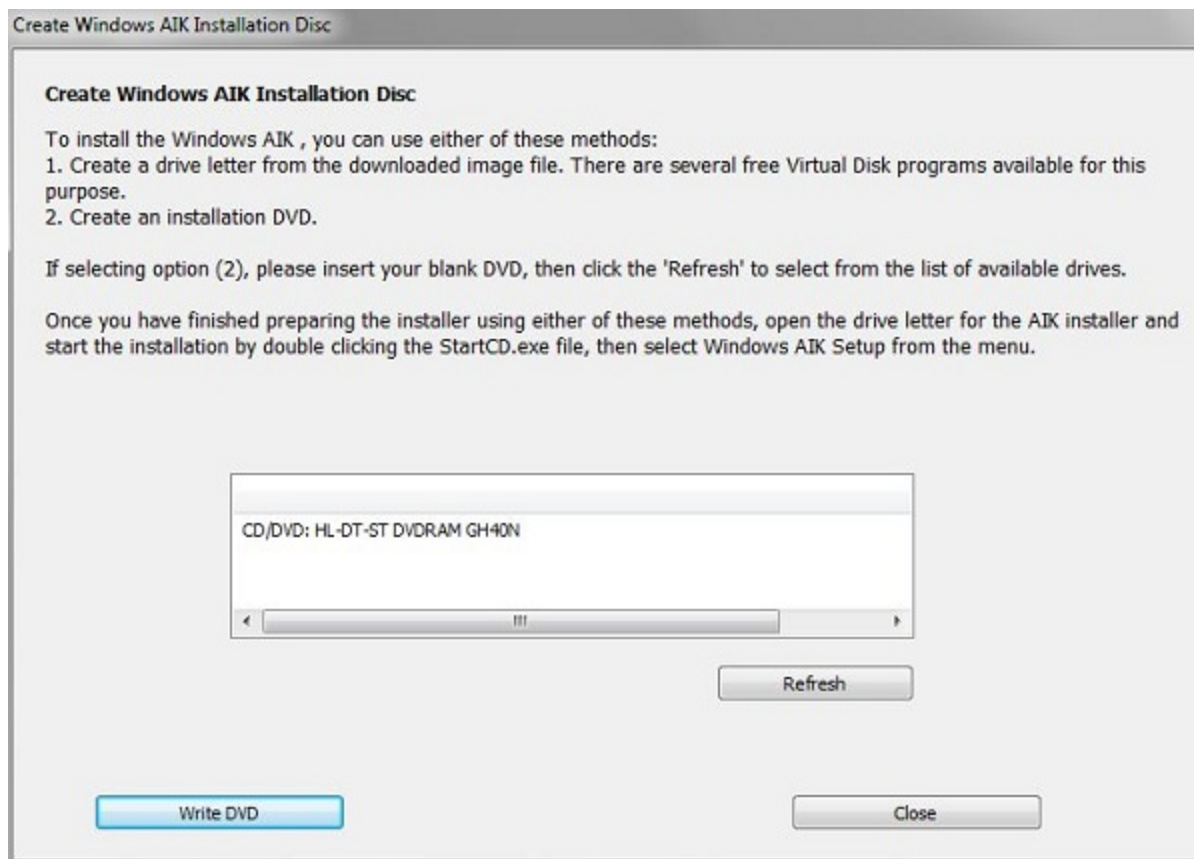 Create Windows AIK Installation Disc
Create Windows AIK Installation Disc
To install the Windows AIK , you can use either of these methods:
1. Create a drive letter from the downloaded image file. There are several free Virtual Disk programs available for this
purpose.
2. Create an installation DVD.
If selecting option (2), please insert your blank DVD, then click the 'Refresh' to select from the list of available drives.
Once you have finished preparing the installer using either of these methods, open the drive letter for the AIK installer and
start the installation by double clicking the StartCD.exe file, then select Windows AIK Setup from the menu.
CD/DVD: HL-DT-ST DVDRAM GH40N
Refresh
Write DVD
Close